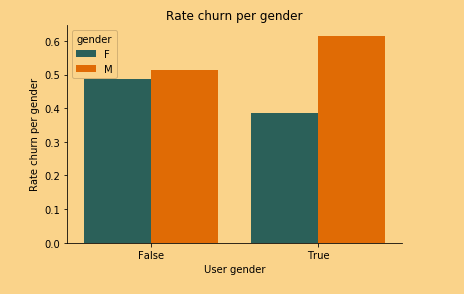 Rate churn per gender
gender
F
M
Rate churn per gender
0.6
0.5
0.4
0.3
0.2
0.1
0.0
False
True
User gender